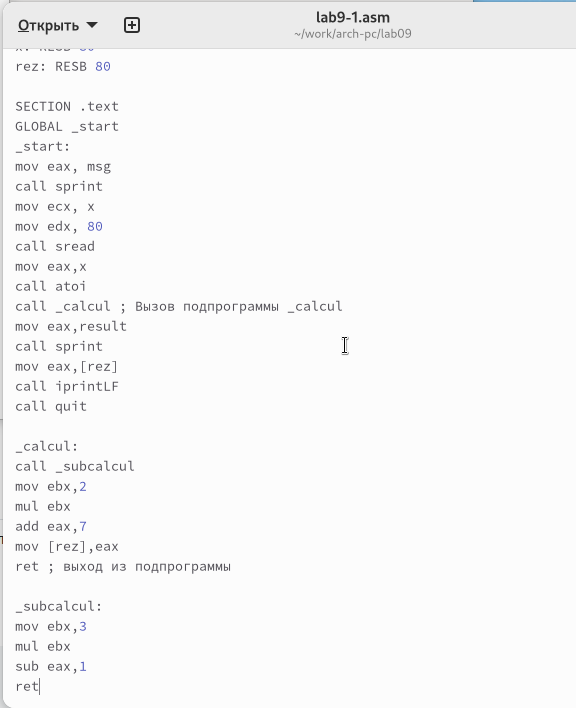 Открыть
lab9-1.asm
~/work/arch-pc/lab09
x: RESB 80
rez: RESB 80
SECTION .text
GLOBAL _start
_start:
mov eax, msg
call sprint
mov ecx, x
mov edx, 80
call sread
mov eax,x
call atoi
call _calcul ; Вызов подпрограммы _calcul
mov eax,result
call sprint
mov eax,[rez]
call iprintLF
call quit
_calcul:
call _subcalcul
mov ebx,2
mul ebx
add eax,7
mov [rez],eax
ret ; выход из подпрограммы
_subcalcul:
mov ebx,3
mul ebx
sub eax,1
ret